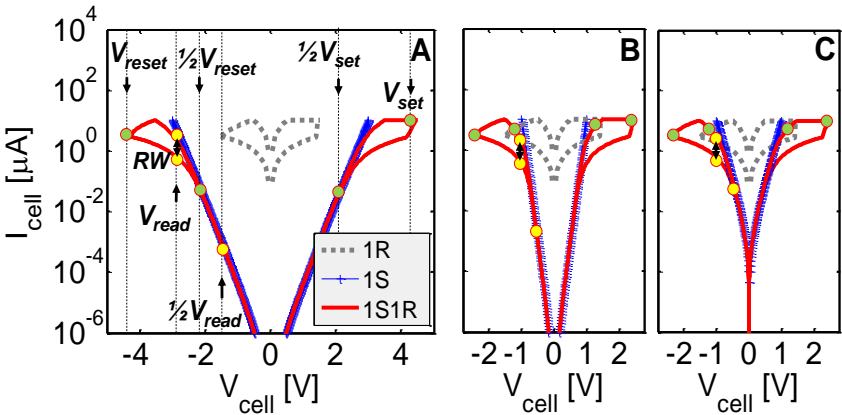 A
B
C
V_reset
½V_reset
½V_set
V_set
RW
V_read
½V_read
1R
1S
1S1R
I_cell [µA]
10^4
10^2
10^0
10^-2
10^-4
10^-6
-4 -2 0 2 4
V_cell [V]
-2 -1 0 1 2
V_cell [V]
-2 -1 0 1 2
V_cell [V]